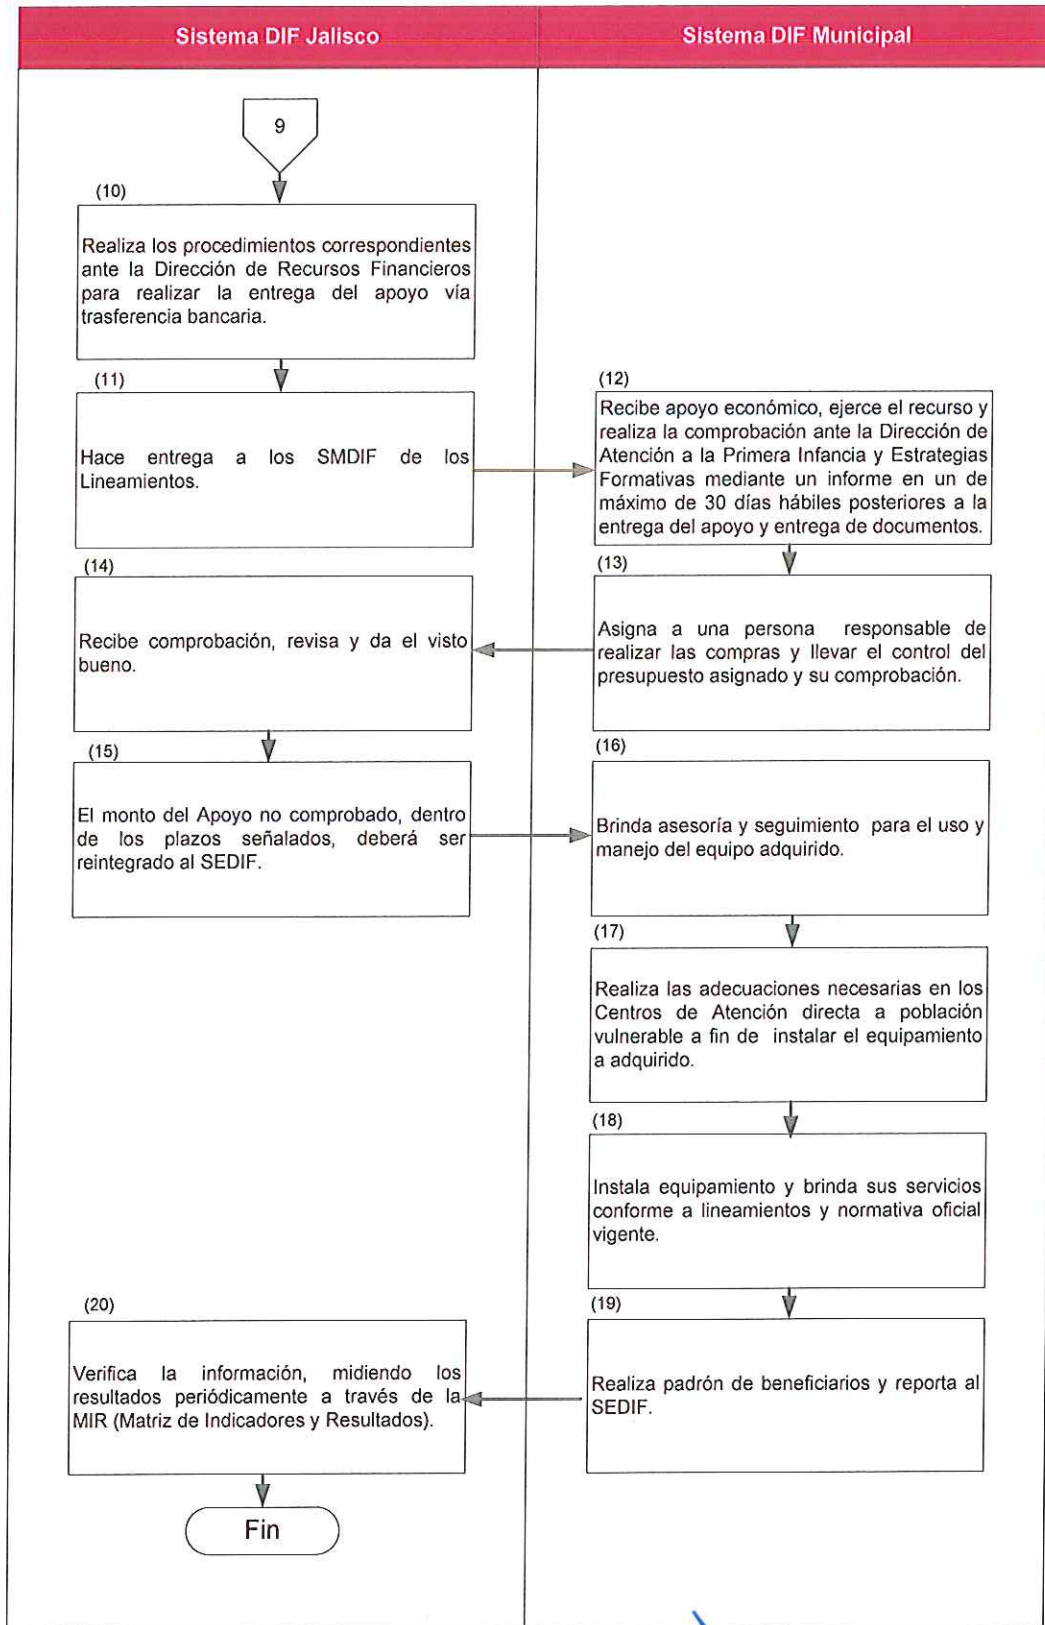 Sistema DIF Jalisco
Sistema DIF Municipal
9
(10)
Realiza los procedimientos correspondientes
ante la Dirección de Recursos Financieros
para realizar la entrega del apoyo vía
trasferencia bancaria.
(11)
Hace entrega a los SMDIF de los
Lineamientos.
(12)
Recibe apoyo económico, ejerce el recurso y
realiza la comprobación ante la Dirección de
Atención a la Primera Infancia y Estrategias
Formativas mediante un informe en un de
máximo de 30 días hábiles posteriores a la
entrega del apoyo y entrega de documentos.
(13)
Asigna a una persona responsable de
realizar las compras y llevar el control del
presupuesto asignado y su comprobación.
(14)
Recibe comprobación, revisa y da el visto
bueno.
(15)
El monto del Apoyo no comprobado, dentro
de los plazos señalados, deberá ser
reintegrado al SEDIF.
(16)
Brinda asesoría y seguimiento para el uso y
manejo del equipo adquirido.
(17)
Realiza las adecuaciones necesarias en los
Centros de Atención directa a población
vulnerable a fin de instalar el equipamiento
a adquirido.
(18)
Instala equipamiento y brinda sus servicios
conforme a lineamientos y normativa oficial
vigente.
(19)
Realiza padrón de beneficiarios y reporta al
SEDIF.
(20)
Verifica la información, midiendo los
resultados periódicamente a través de la
MIR (Matriz de Indicadores y Resultados).
Fin